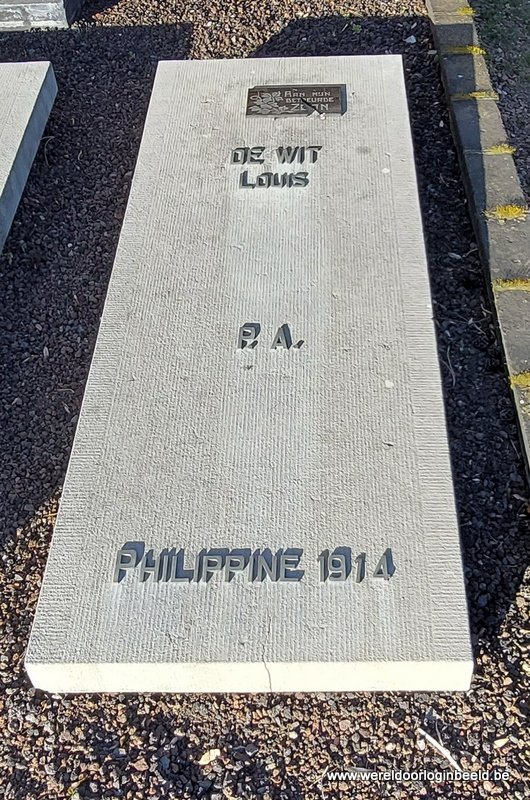 AAN MIJN
BETREURDE
ZOON
DE WIT
LOUIS
P. A.
PHILIPPINE 1914
www.wereldoorloginbeeld.be